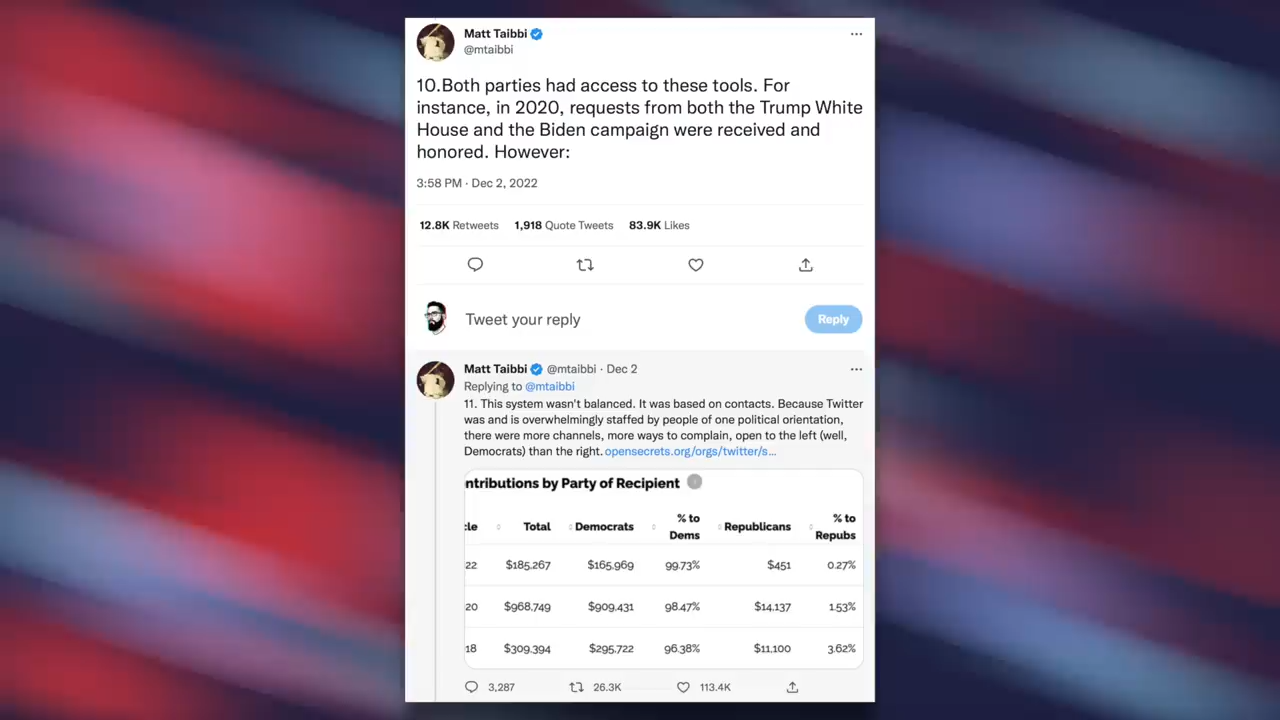 Matt Taibbi
@mtaibbi
10.Both parties had access to these tools. For
instance, in 2020, requests from both the Trump White
House and the Biden campaign were received and
honored. However:
3:58 PM · Dec 2, 2022
12.8K Retweets 1,918 Quote Tweets 83.9K Likes
Tweet your reply
Reply
Matt Taibbi @mtaibbi · Dec 2
Replying to @mtaibbi
11. This system wasn't balanced. It was based on contacts. Because Twitter
was and is overwhelmingly staffed by people of one political orientation,
there were more channels, more ways to complain, open to the left (well,
Democrats) than the right. opensecrets.org/orgs/twitter/s...
ntributions by Party of Recipient
cle Total Democrats % to Dems Republicans % to Repubs
22 $185,267 $165,969 99.73% $451 0.27%
20 $968,749 $909,431 98.47% $14,137 1.53%
18 $309,394 $295,722 96.38% $11,100 3.62%
3,287 26.3K 113.4K